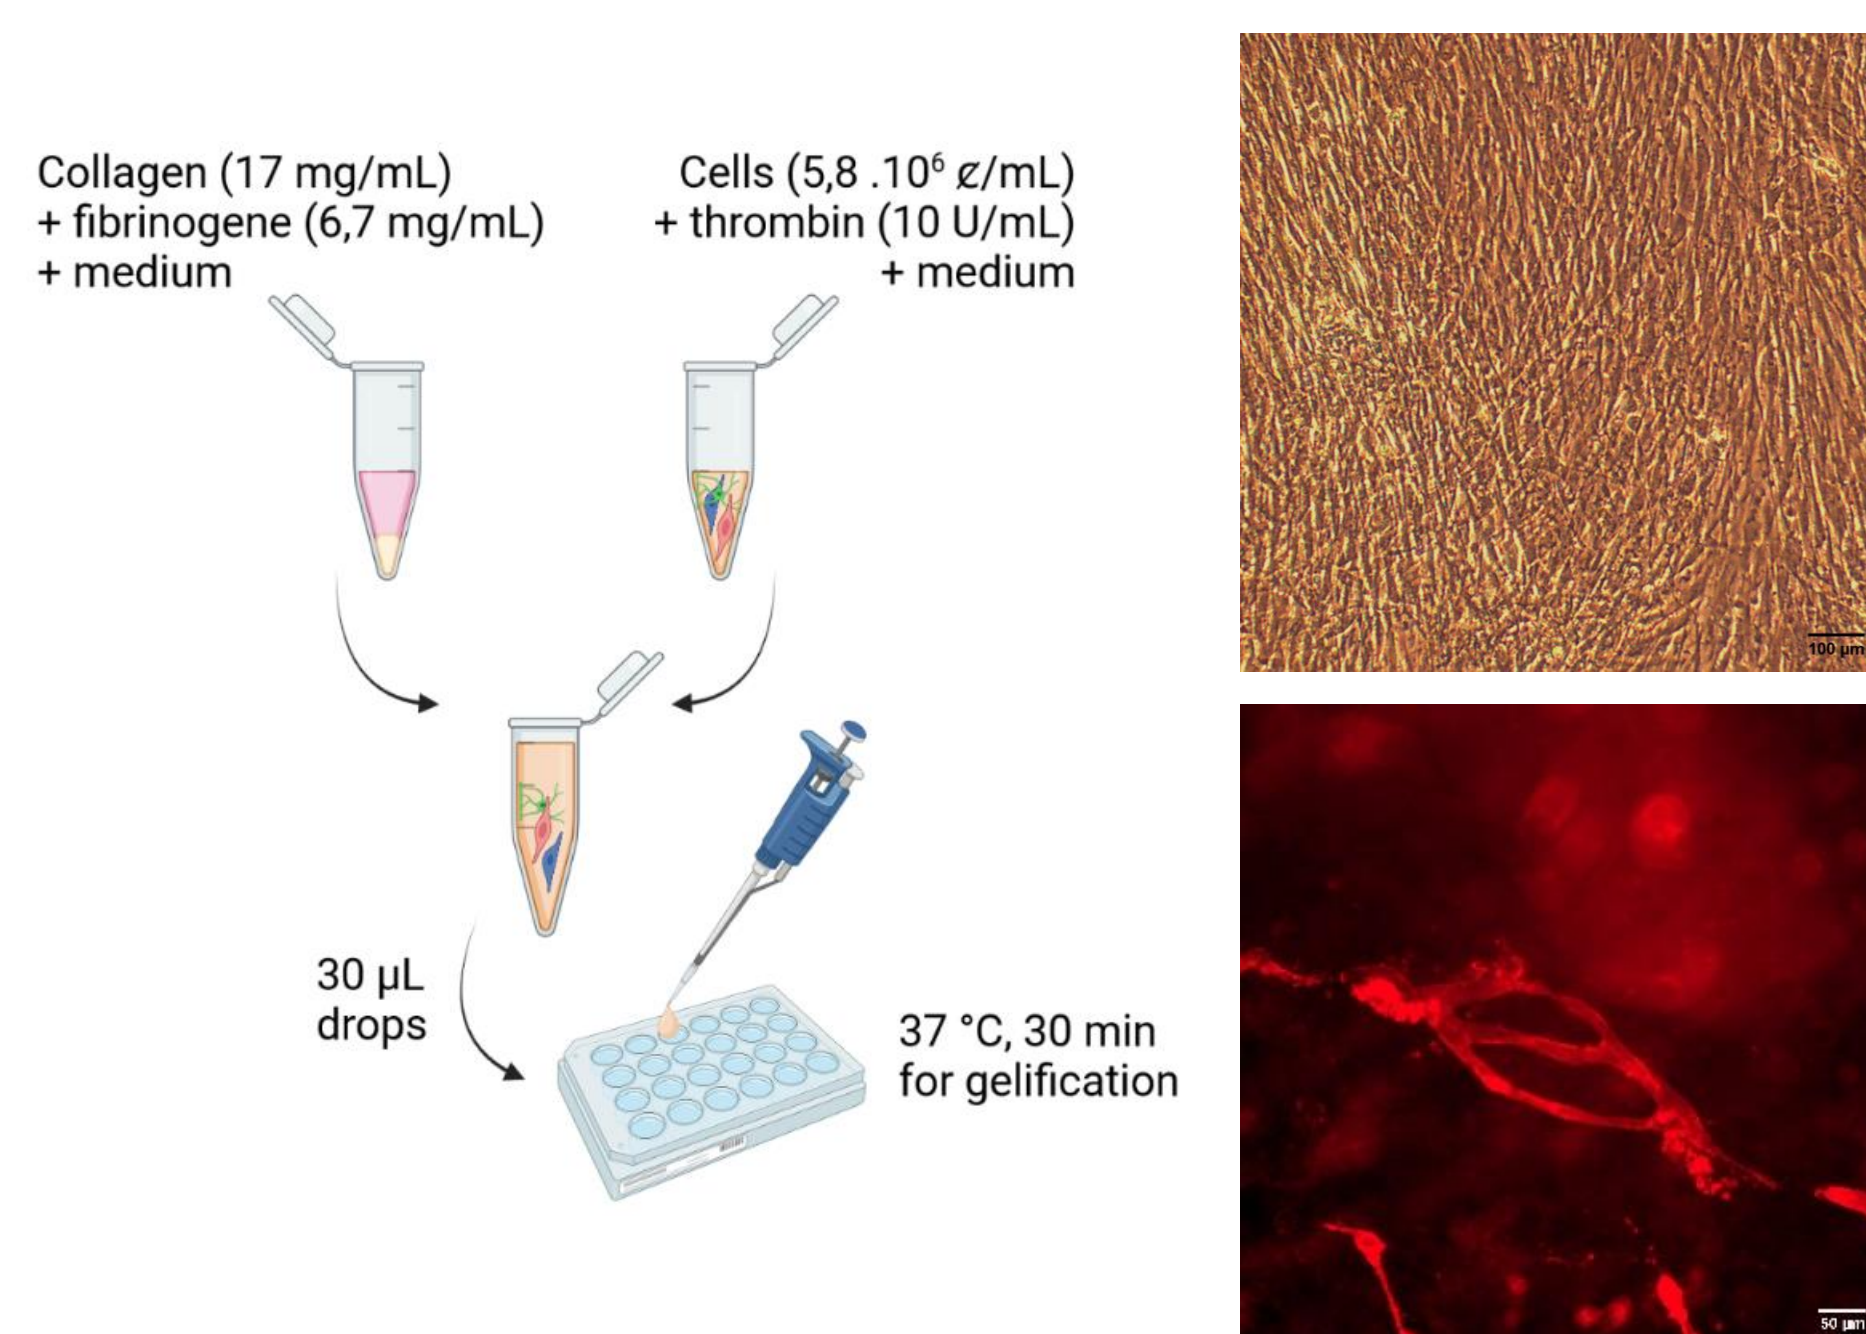 Collagen (17 mg/mL)
+ fibrinogene (6,7 mg/mL)
+ medium
Cells (5,8 .10⁶ ȼ/mL)
+ thrombin (10 U/mL)
+ medium
30 µL
drops
37 °C, 30 min
for gelification
100 µm
50 µm